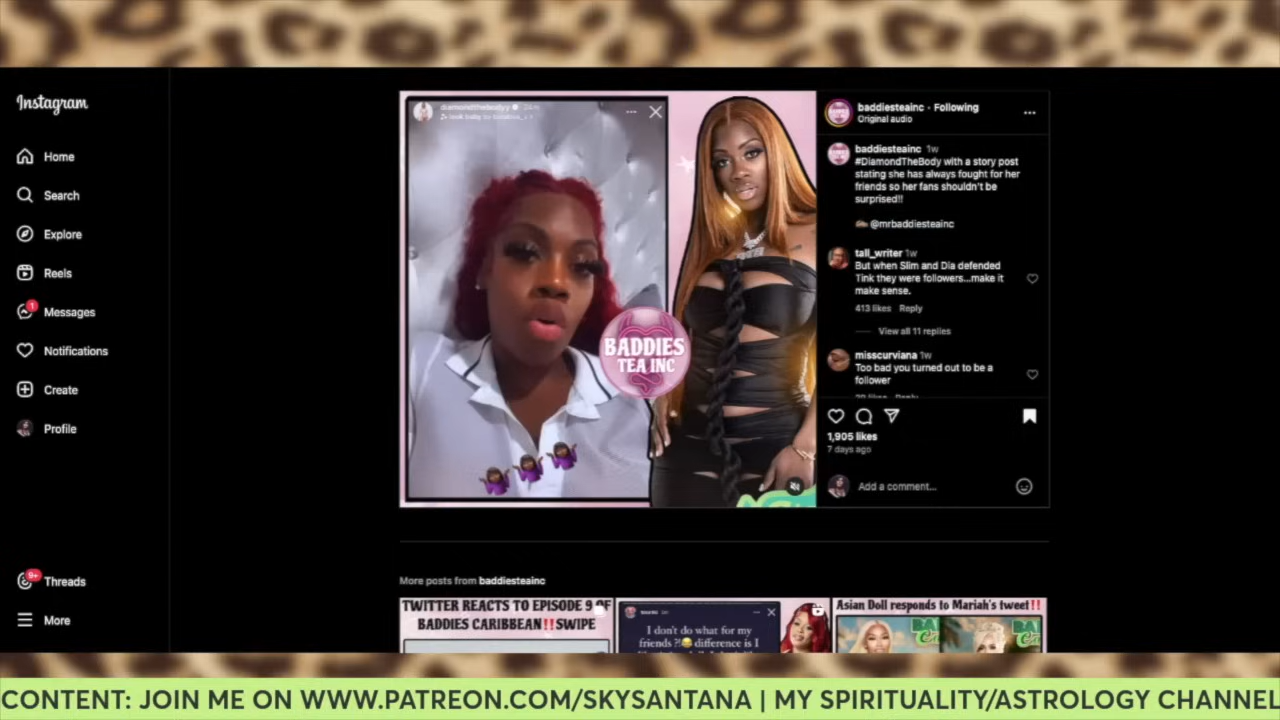 Instagram
Home
Search
Explore
Reels
1
Messages
Notifications
Create
Profile
9+
Threads
More
diamondthebodyy
BADDIES
TEA INC
baddiesteainc • Following
Original audio
baddiesteainc 1w
#DiamondTheBody with a story post
stating she has always fought for her
friends so her fans shouldn't be
surprised!!
@mrbaddiesteainc
tall_writer 1w
But when Slim and Dia defended
Tink they were followers...make it
make sense.
413 likes Reply
View all 11 replies
misscurviana 1w
Too bad you turned out to be a
follower
Reply
1,905 likes
7 days ago
Add a comment...
More posts from baddiesteainc
TWITTER REACTS TO EPISODE 9 OF
BADDIES CARIBBEAN‼️SWIPE
I don't do what for my
friends ?!😂 difference is I
Asian Doll responds to Mariah's tweet‼️
CONTENT: JOIN ME ON WWW.PATREON.COM/SKYSANTANA | MY SPIRITUALITY/ASTROLOGY CHANNEL